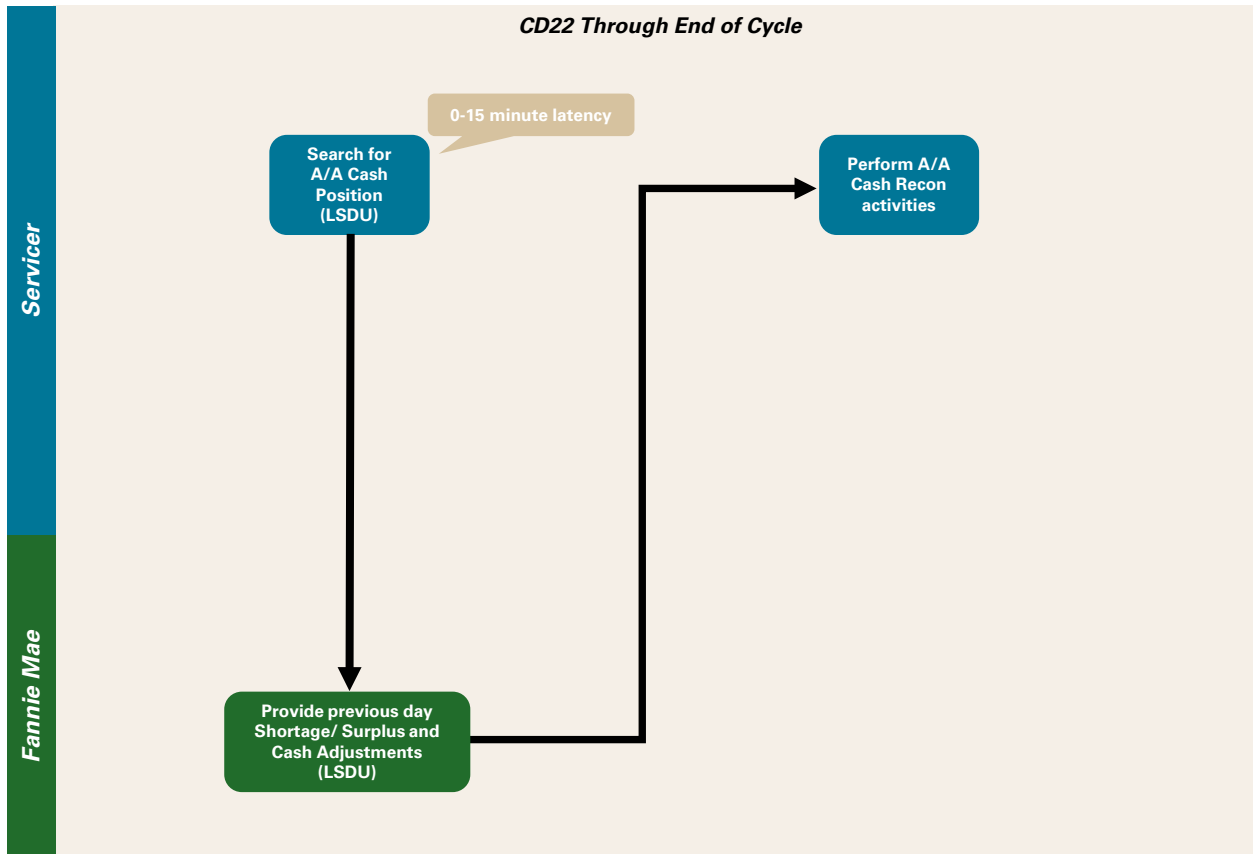 CD22 Through End of Cycle
Servicer
0-15 minute latency
Search for
A/A Cash
Position
(LSDU)
Perform A/A
Cash Recon
activities
Fannie Mae
Provide previous day
Shortage/ Surplus and
Cash Adjustments
(LSDU)